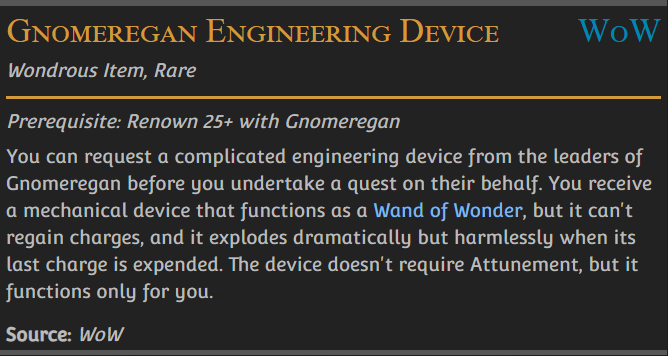 Gnomeregan Engineering Device WoW
Wondrous Item, Rare
Prerequisite: Renown 25+ with Gnomeregan
You can request a complicated engineering device from the leaders of
Gnomeregan before you undertake a quest on their behalf. You receive
a mechanical device that functions as a Wand of Wonder, but it can't
regain charges, and it explodes dramatically but harmlessly when its
last charge is expended. The device doesn't require Attunement, but it
functions only for you.
Source: WoW